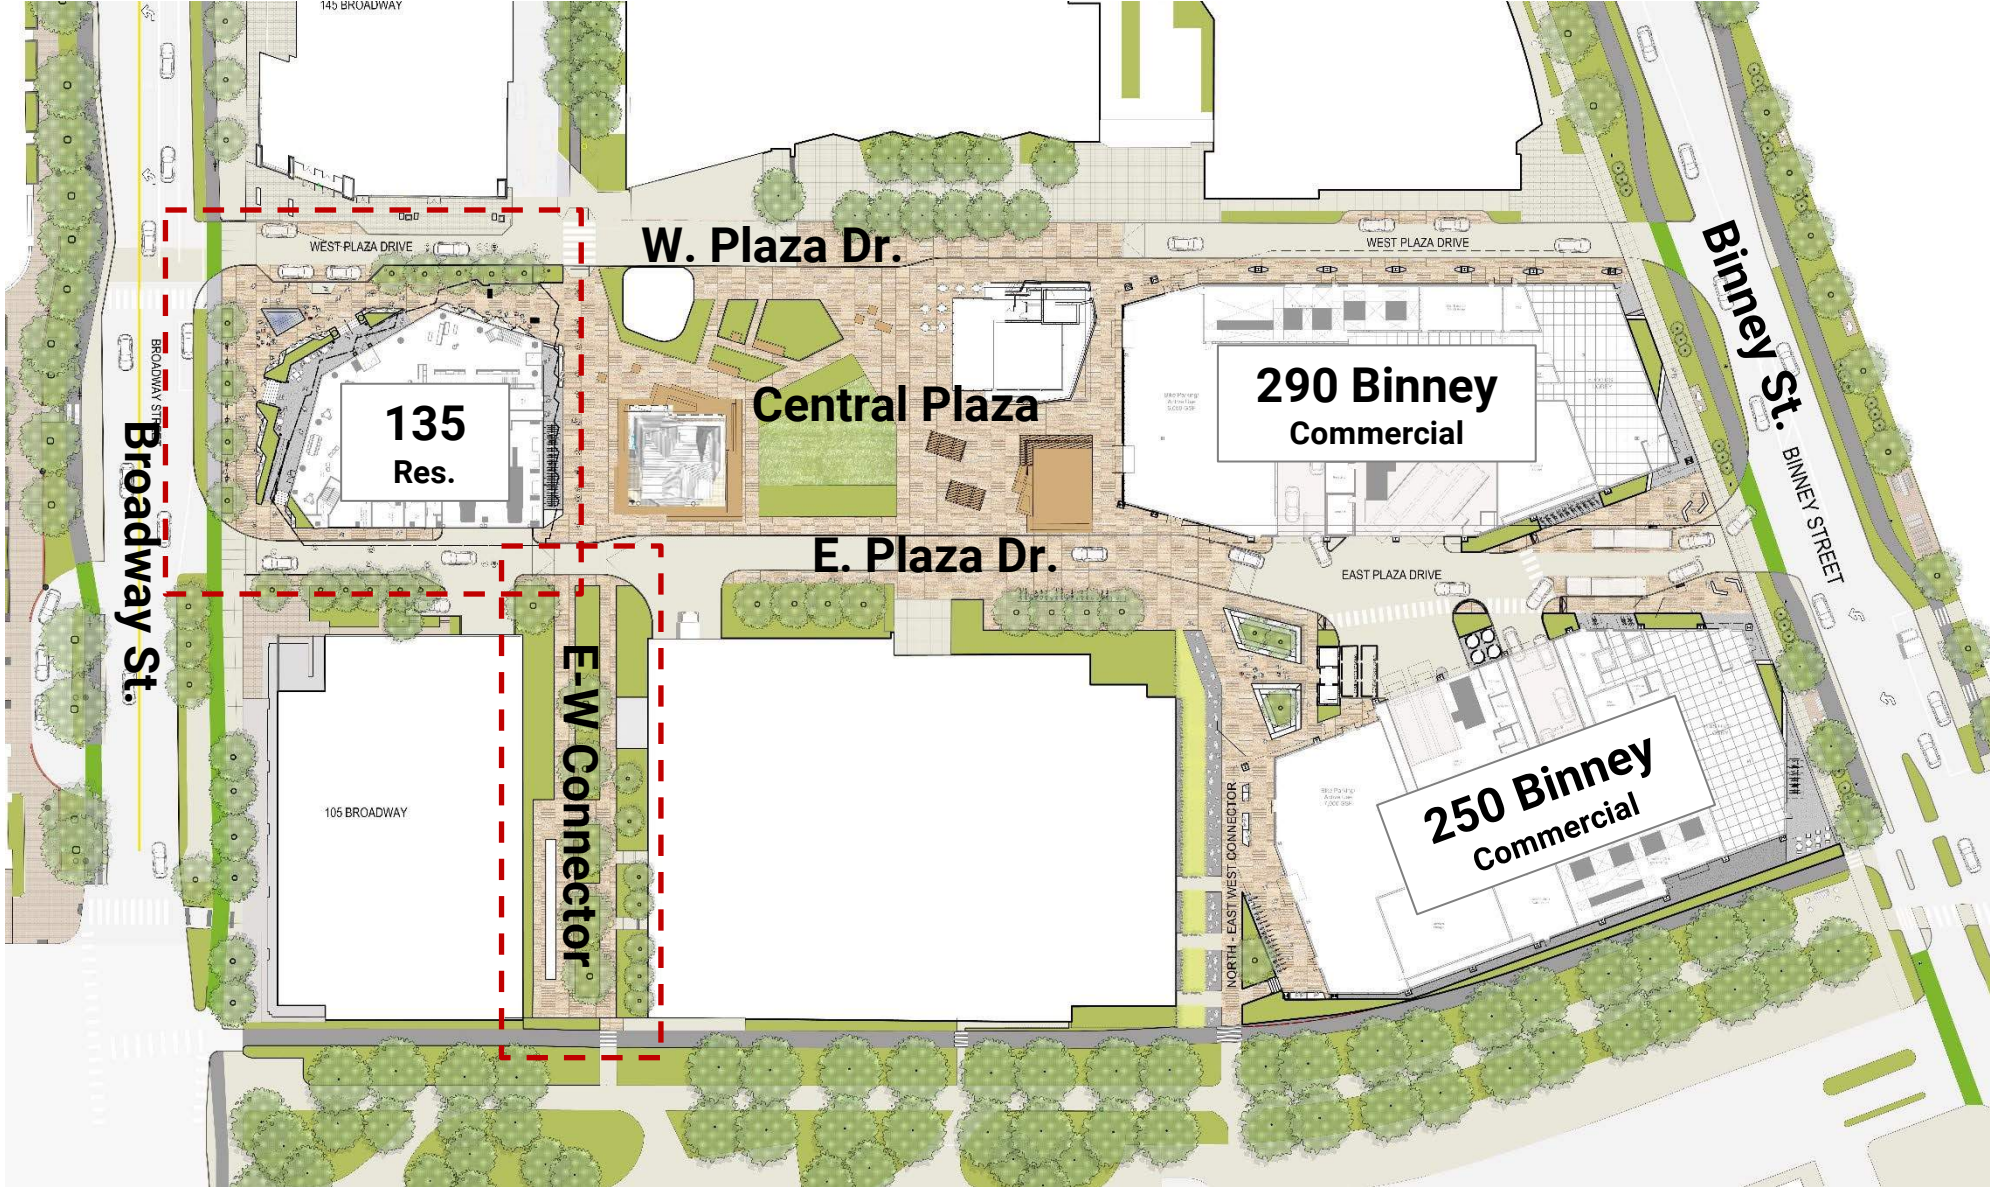 145 BROADWAY
WEST PLAZA DRIVE
W. Plaza Dr.
WEST PLAZA DRIVE
Binney St.
BROADWAY STREET
Broadway St.
135
Res.
Central Plaza
290 Binney
Commercial
BINNEY STREET
E. Plaza Dr.
EAST PLAZA DRIVE
E-W Connector
105 BROADWAY
NORTH - EAST WEST CONNECTOR
250 Binney
Commercial